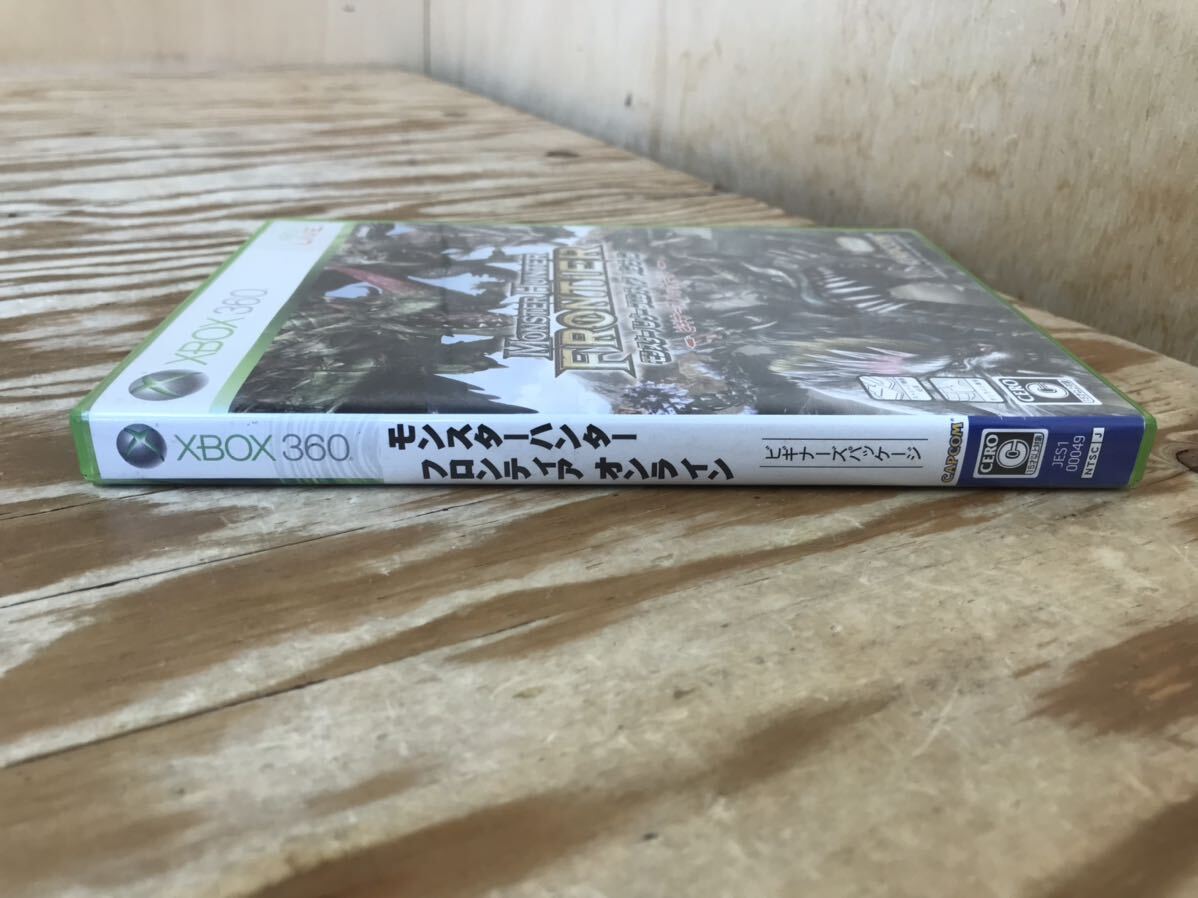 LIVE
XBOX 360
MONSTER HUNTER
FRONTIER
CERO
C
XBOX 360
モンスターハンター
フロンティア オンライン
ビギナーズパッケージ
CAPCOM
CERO
C
JES1
00049
NTSC J